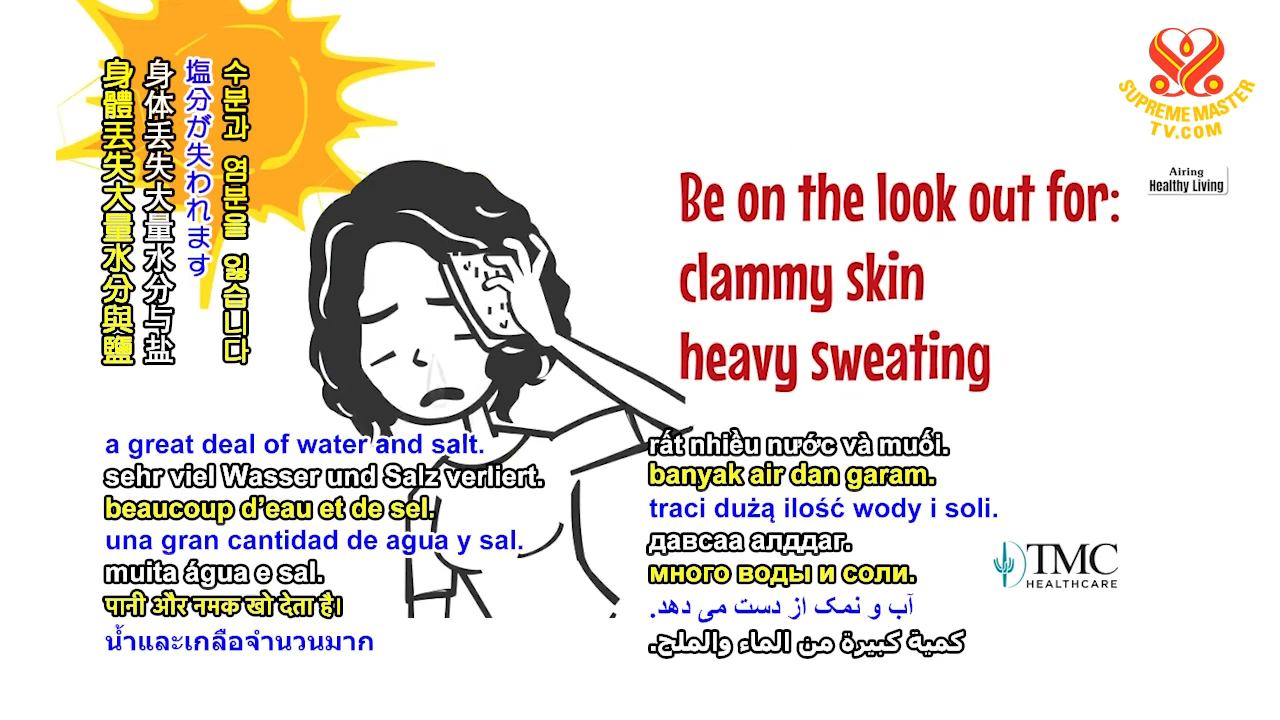 身體丟失大量水分與鹽
身体丢失大量水分与盐
塩分が失われます
수분과 염분을 잃습니다
SUPREME MASTER
TV.COM
Airing
Healthy Living
Be on the look out for:
clammy skin
heavy sweating
a great deal of water and salt.
sehr viel Wasser und Salz verliert.
beaucoup d’eau et de sel.
una gran cantidad de agua y sal.
muita água e sal.
पानी और नमक खो देता है।
น้ำและเกลือจำนวนมาก
rất nhiều nước và muối.
banyak air dan garam.
traci dużą ilość wody i soli.
давсаа алддаг.
много воды и соли.
آب و نمک از دست می دهد.
كمية كبيرة من الماء والملح.
TMC
HEALTHCARE